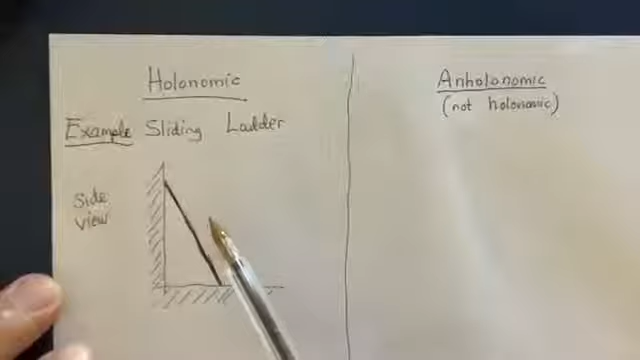 Holonomic
Example Sliding Ladder
Side
view
Anholonomic
(not holonomic)